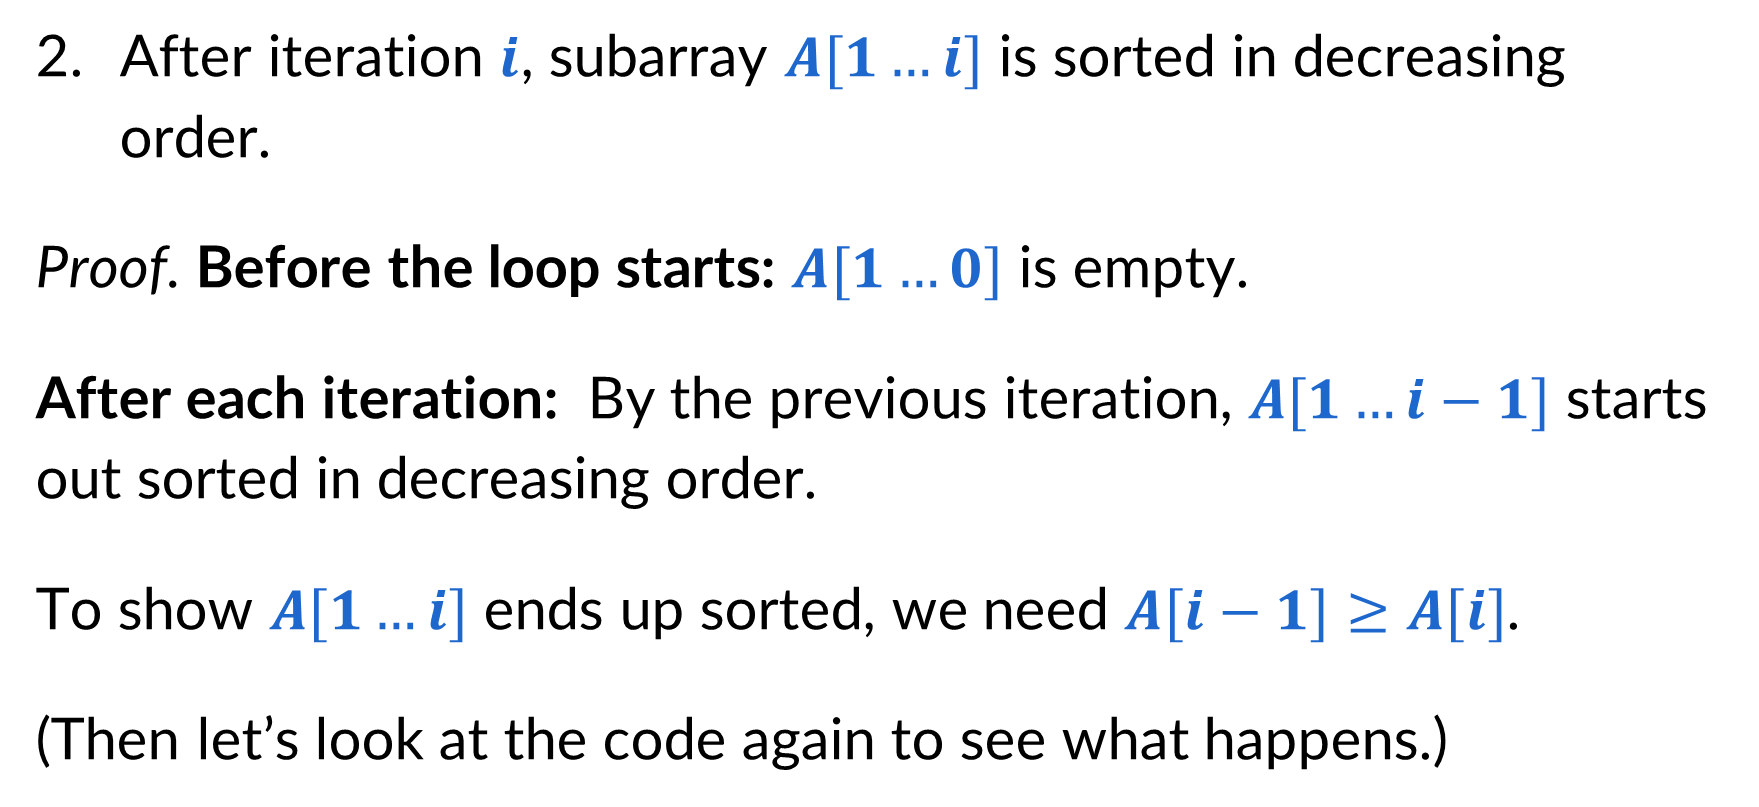 2. After iteration i, subarray A[1 … i] is sorted in decreasing
order.
Proof. Before the loop starts: A[1 … 0] is empty.
After each iteration: By the previous iteration, A[1 … i − 1] starts
out sorted in decreasing order.
To show A[1 … i] ends up sorted, we need A[i − 1] ≥ A[i].
(Then let’s look at the code again to see what happens.)